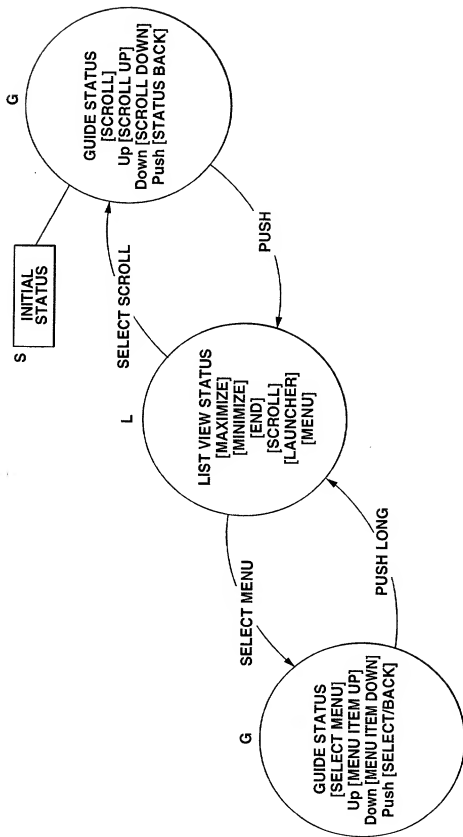 S
INITIAL
STATUS
G
GUIDE STATUS
[SCROLL]
Up [SCROLL UP]
Down [SCROLL DOWN]
Push [STATUS BACK]
SELECT SCROLL
PUSH
L
LIST VIEW STATUS
[MAXIMIZE]
[MINIMIZE]
[END]
[SCROLL]
[LAUNCHER]
[MENU]
SELECT MENU
PUSH LONG
G
GUIDE STATUS
[SELECT MENU]
Up [MENU ITEM UP]
Down [MENU ITEM DOWN]
Push [SELECT/BACK]